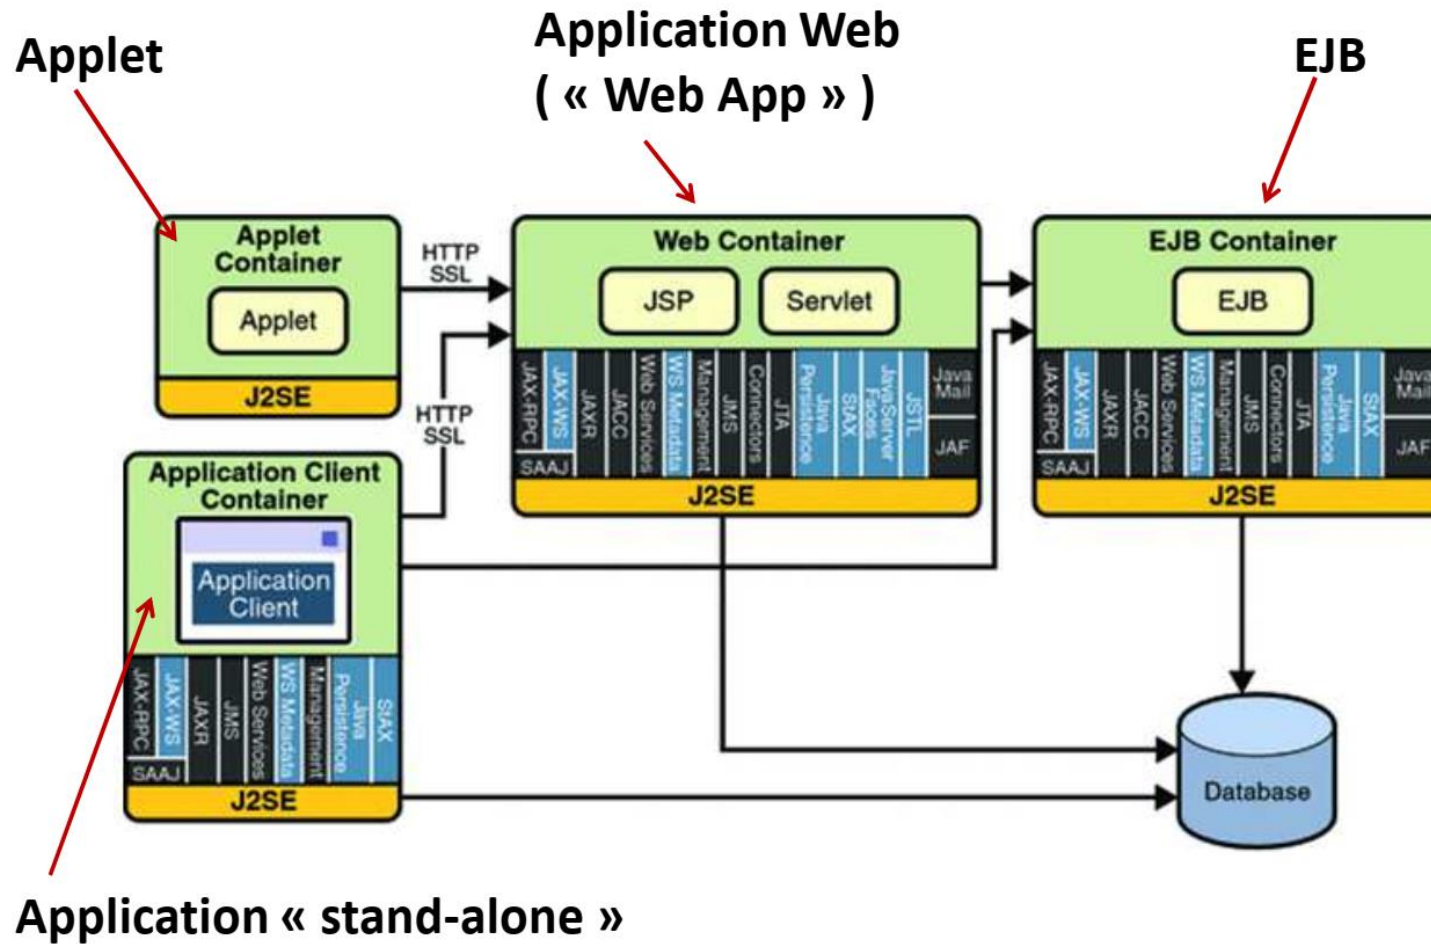 Applet
Application Web
( « Web App » )
EJB
Applet
Container
Applet
J2SE
HTTP
SSL
HTTP
SSL
Web Container
JSP
Servlet
JAX-RPC
JAX-WS
SAAJ
JAXR
JACC
Web Services
WS Metadata
Management
JMS
Connectors
JTA
Java
Persistence
StAX
JavaServer
Faces
JSTL
Java
Mail
JAF
J2SE
EJB Container
EJB
JAX-RPC
JAX-WS
SAAJ
JAXR
JACC
Web Services
WS Metadata
Management
JMS
Connectors
JTA
Java
Persistence
StAX
Java
Mail
JAF
J2SE
Application Client
Container
Application
Client
JAX-RPC
JAX-WS
SAAJ
JAXR
JMS
Web Services
WS Metadata
Management
Java
Persistence
StAX
J2SE
Database
Application « stand-alone »